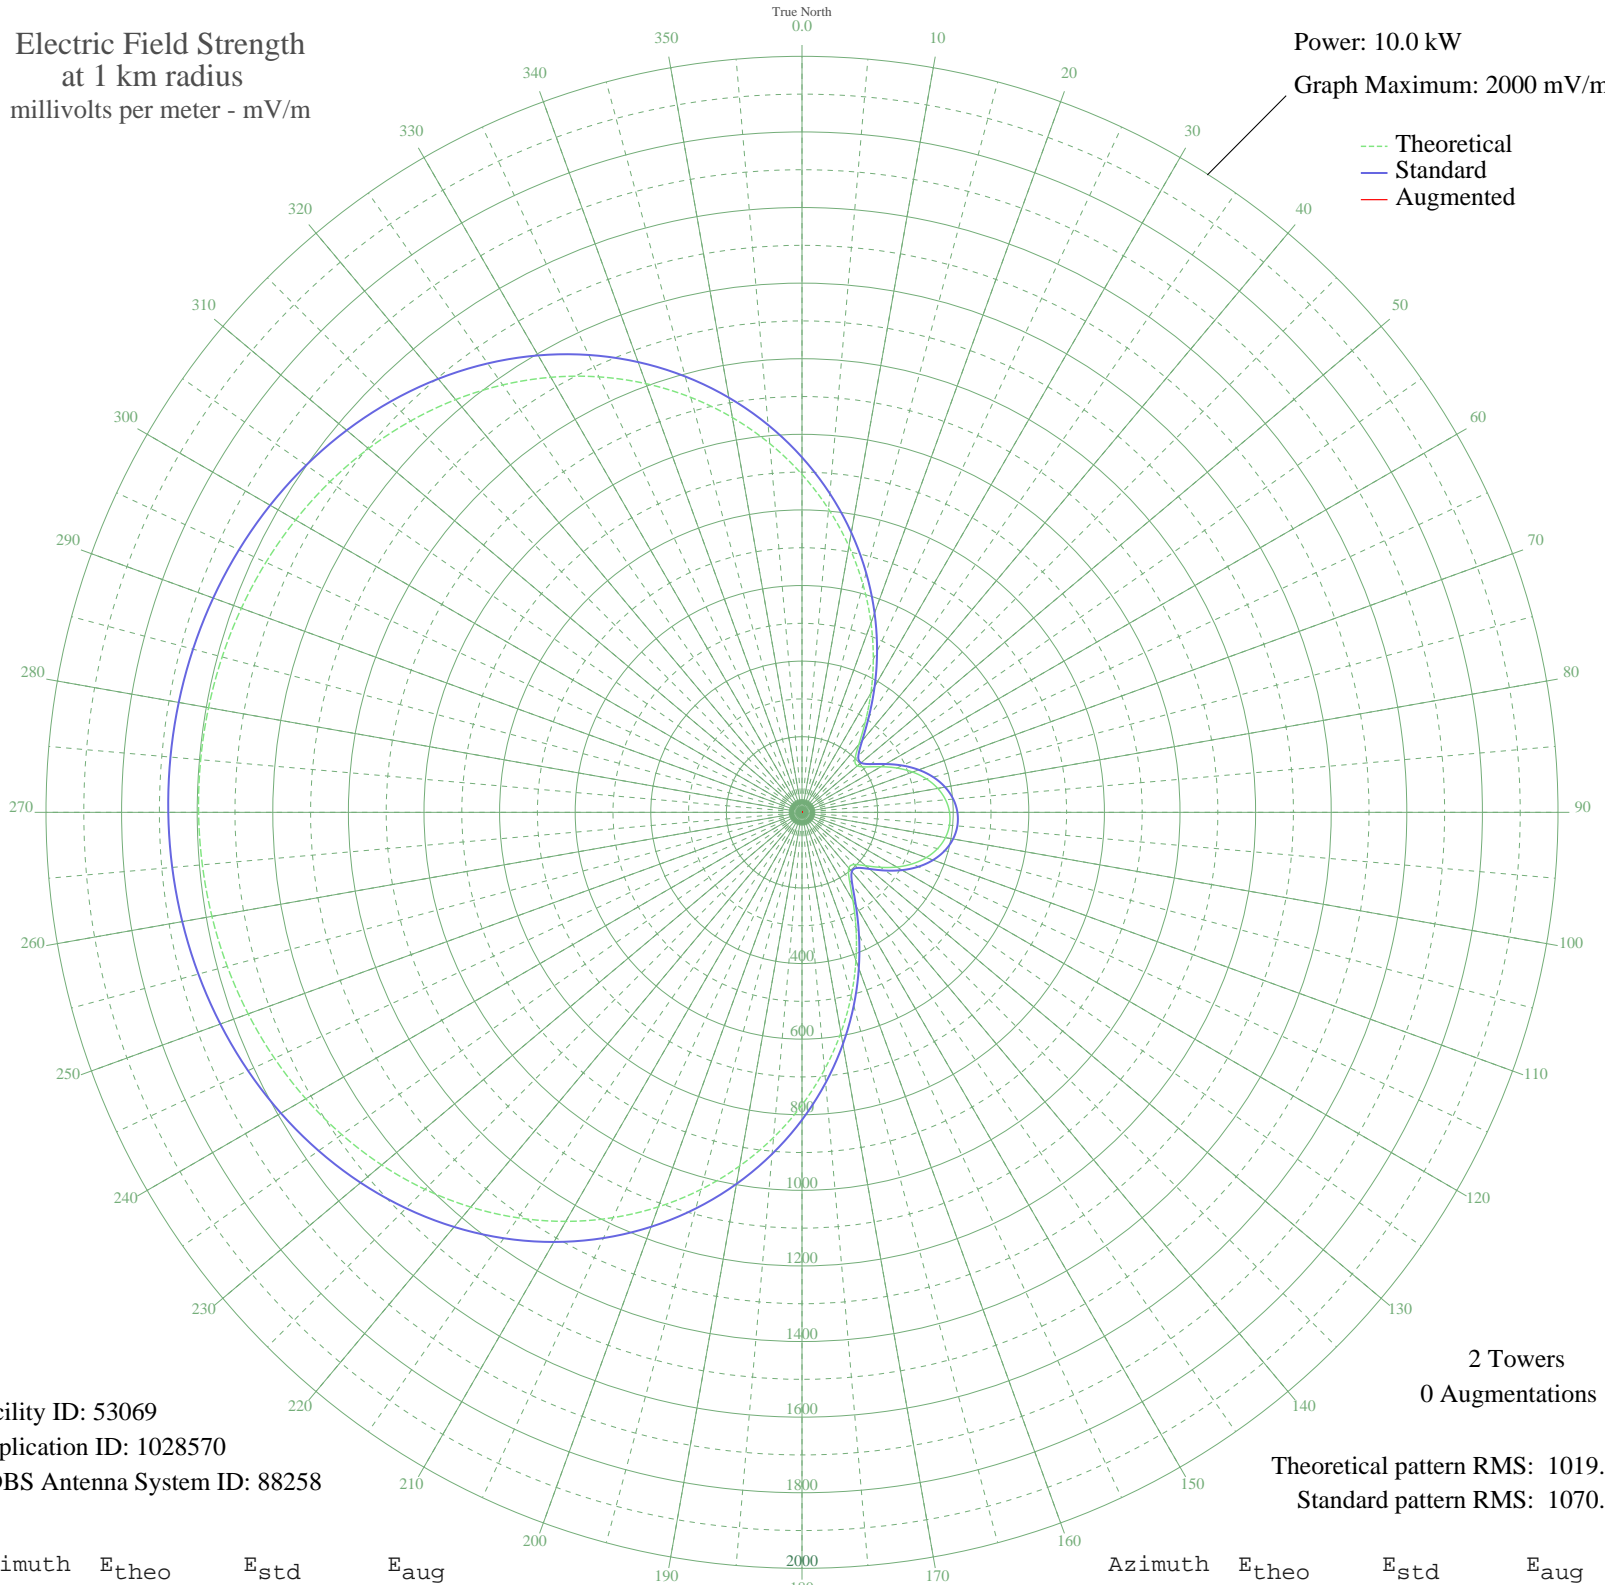 True North
Electric Field Strength
at 1 km radius
millivolts per meter - mV/m
Power: 10.0 kW
Graph Maximum: 2000 mV/m
Theoretical
Standard
Augmented
0.0
10
20
30
40
50
60
70
80
90
100
110
120
130
140
150
160
170
190
200
210
220
230
240
250
260
270
280
290
300
310
320
330
340
350
400
600
800
1000
1200
1400
1600
1800
2000
2 Towers
0 Augmentations
cility ID: 53069
plication ID: 1028570
DBS Antenna System ID: 88258
Theoretical pattern RMS: 1019.
Standard pattern RMS: 1070.
imuth Etheo Estd Eaug
Azimuth Etheo Estd Eaug